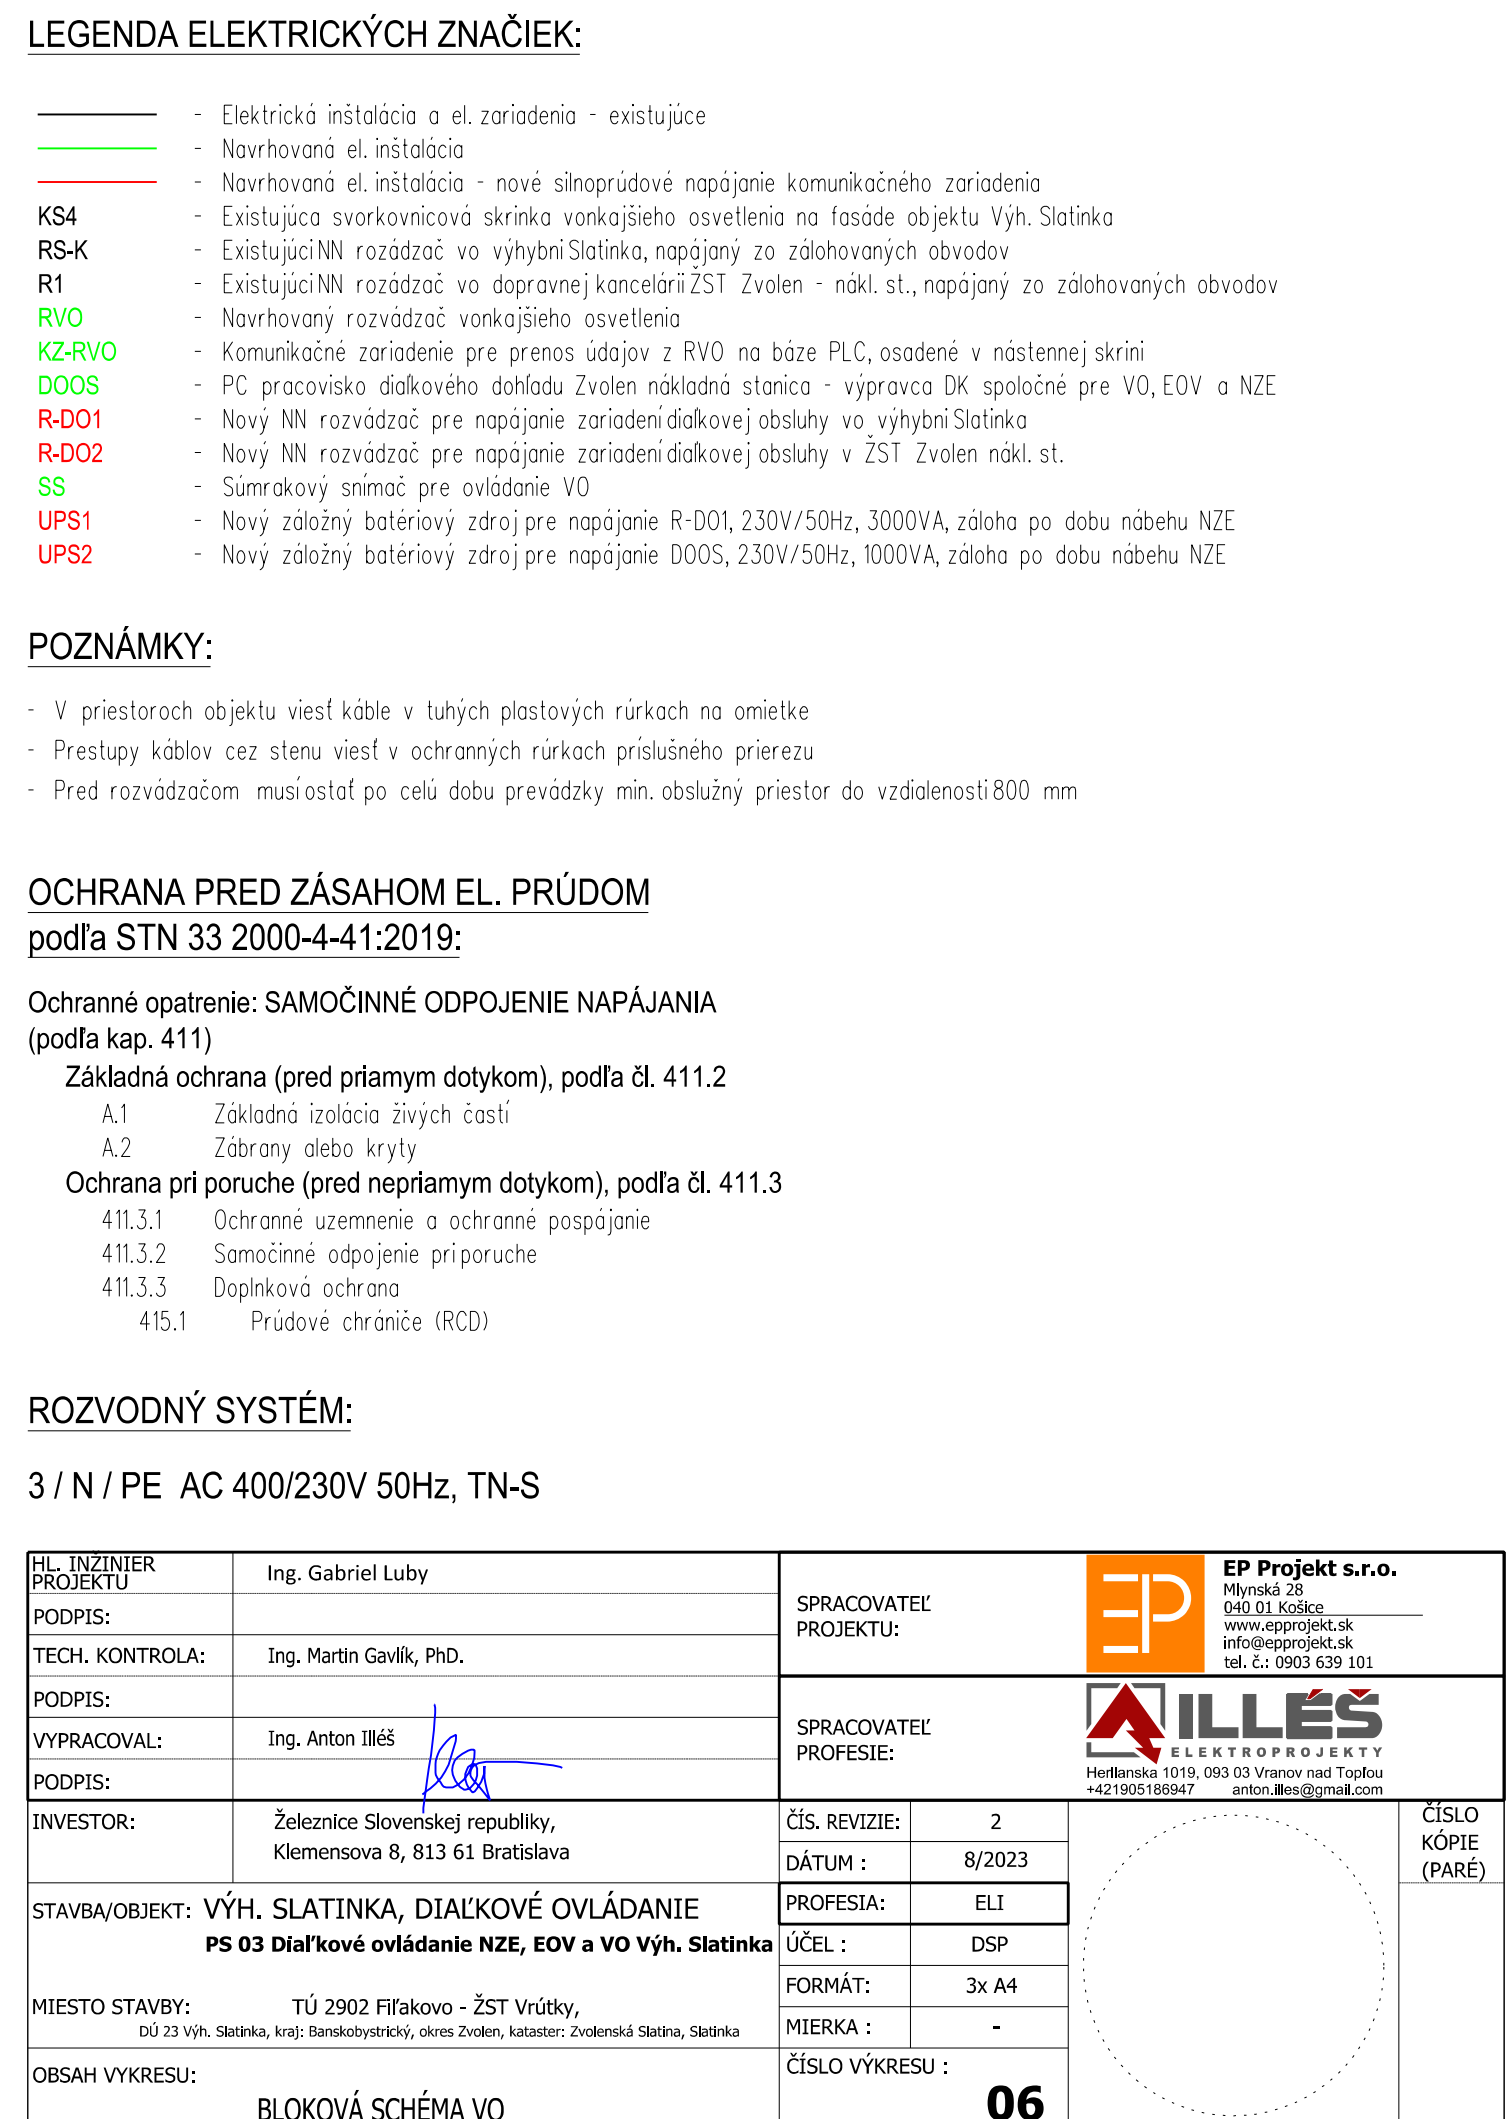 LEGENDA ELEKTRICKÝCH ZNAČIEK:
- Elektrická inštalácia a el. zariadenia - existujúce
- Navrhovaná el. inštalácia
- Navrhovaná el. inštalácia - nové silnoprúdové napájanie komunikačného zariadenia
KS4 - Existujúca svorkovnicová skrinka vonkajšieho osvetlenia na fasáde objektu Výh. Slatinka
RS-K - Existujúci NN rozádzač vo výhybni Slatinka, napájaný zo zálohovaných obvodov
R1 - Existujúci NN rozádzač vo dopravnej kancelárii ŽST Zvolen - nákl. st., napájaný zo zálohovaných obvodov
RVO - Navrhovaný rozvádzač vonkajšieho osvetlenia
KZ-RVO - Komunikačné zariadenie pre prenos údajov z RVO na báze PLC, osadené v nástennej skrini
DOOS - PC pracovisko diaľkového dohľadu Zvolen nákladná stanica - výpravca DK spoločné pre VO, EOV a NZE
R-DO1 - Nový NN rozvádzač pre napájanie zariadení diaľkovej obsluhy vo výhybni Slatinka
R-DO2 - Nový NN rozvádzač pre napájanie zariadení diaľkovej obsluhy v ŽST Zvolen nákl. st.
SS - Súmrakový snímač pre ovládanie VO
UPS1 - Nový záložný batériový zdroj pre napájanie R-DO1, 230V/50Hz, 3000VA, záloha po dobu nábehu NZE
UPS2 - Nový záložný batériový zdroj pre napájanie DOOS, 230V/50Hz, 1000VA, záloha po dobu nábehu NZE
POZNÁMKY:
- V priestoroch objektu viesť káble v tuhých plastových rúrkach na omietke
- Prestupy káblov cez stenu viesť v ochranných rúrkach príslušného prierezu
- Pred rozvádzačom musí ostať po celú dobu prevádzky min. obslužný priestor do vzdialenosti 800 mm
OCHRANA PRED ZÁSAHOM EL. PRÚDOM
podľa STN 33 2000-4-41:2019:
Ochranné opatrenie: SAMOČINNÉ ODPOJENIE NAPÁJANIA
(podľa kap. 411)
Základná ochrana (pred priamym dotykom), podľa čl. 411.2
A.1 Základná izolácia živých častí
A.2 Zábrany alebo kryty
Ochrana pri poruche (pred nepriamym dotykom), podľa čl. 411.3
411.3.1 Ochranné uzemnenie a ochranné pospájanie
411.3.2 Samočinné odpojenie pri poruche
411.3.3 Doplnková ochrana
415.1 Prúdové chrániče (RCD)
ROZVODNÝ SYSTÉM:
3 / N / PE AC 400/230V 50Hz, TN-S
HL. INŽINIER
PROJEKTU
Ing. Gabriel Luby
PODPIS:
TECH. KONTROLA: Ing. Martin Gavlík, PhD.
PODPIS:
VYPRACOVAL: Ing. Anton Illéš
PODPIS:
SPRACOVATEĽ
PROJEKTU:
EP
EP Projekt s.r.o.
Mlynská 28
040 01 Košice
www.epprojekt.sk
info@epprojekt.sk
tel. č.: 0903 639 101
SPRACOVATEĽ
PROFESIE:
ILLÉŠ
ELEKTROPROJEKTY
Herllanska 1019, 093 03 Vranov nad Topľou
+421905186947 anton.illes@gmail.com
INVESTOR: Železnice Slovenskej republiky,
Klemensova 8, 813 61 Bratislava
ČÍS. REVIZIE: 2
DÁTUM : 8/2023
ČÍSLO
KÓPIE
(PARÉ)
STAVBA/OBJEKT: VÝH. SLATINKA, DIAĽKOVÉ OVLÁDANIE
PS 03 Diaľkové ovládanie NZE, EOV a VO Výh. Slatinka
PROFESIA: ELI
ÚČEL : DSP
FORMÁT: 3x A4
MIERKA : -
MIESTO STAVBY: TÚ 2902 Fiľakovo - ŽST Vrútky,
DÚ 23 Výh. Slatinka, kraj: Banskobystrický, okres Zvolen, kataster: Zvolenská Slatina, Slatinka
OBSAH VYKRESU:
BLOKOVÁ SCHÉMA VO
ČÍSLO VÝKRESU :
06